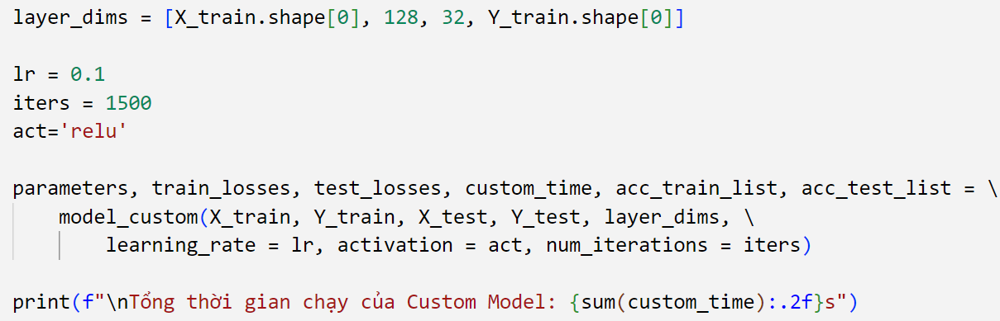 layer_dims = [X_train.shape[0], 128, 32, Y_train.shape[0]]
lr = 0.1
iters = 1500
act='relu'
parameters, train_losses, test_losses, custom_time, acc_train_list, acc_test_list = \
model_custom(X_train, Y_train, X_test, Y_test, layer_dims, \
learning_rate = lr, activation = act, num_iterations = iters)
print(f"\nTổng thời gian chạy của Custom Model: {sum(custom_time):.2f}s")